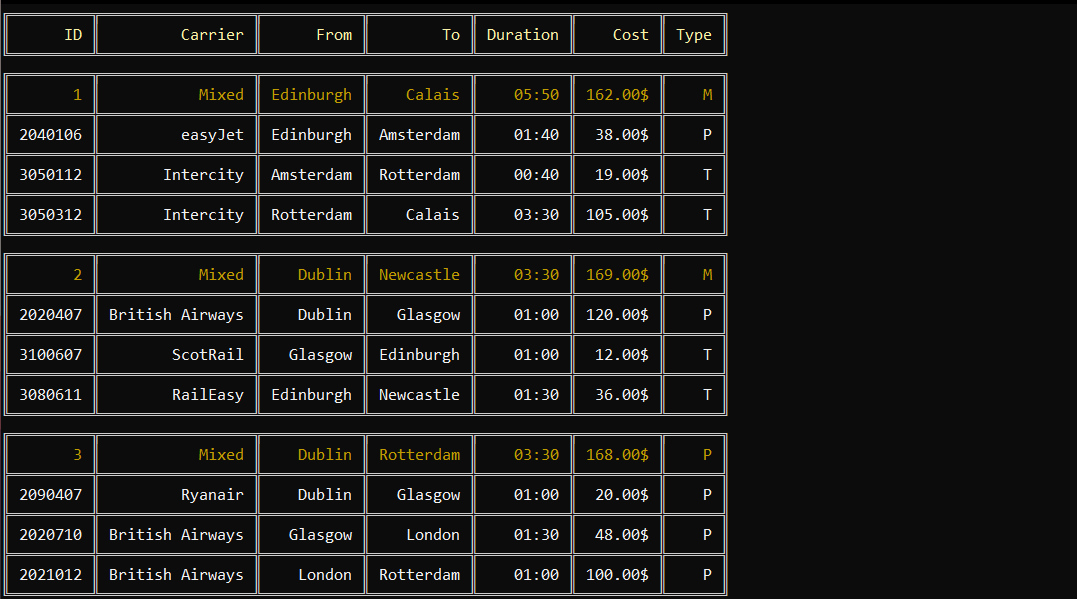 ID Carrier From To Duration Cost Type
1 Mixed Edinburgh Calais 05:50 162.00$ M
2040106 easyJet Edinburgh Amsterdam 01:40 38.00$ P
3050112 Intercity Amsterdam Rotterdam 00:40 19.00$ T
3050312 Intercity Rotterdam Calais 03:30 105.00$ T
2 Mixed Dublin Newcastle 03:30 169.00$ M
2020407 British Airways Dublin Glasgow 01:00 120.00$ P
3100607 ScotRail Glasgow Edinburgh 01:00 12.00$ T
3080611 RailEasy Edinburgh Newcastle 01:30 36.00$ T
3 Mixed Dublin Rotterdam 03:30 168.00$ P
2090407 Ryanair Dublin Glasgow 01:00 20.00$ P
2020710 British Airways Glasgow London 01:30 48.00$ P
2021012 British Airways London Rotterdam 01:00 100.00$ P